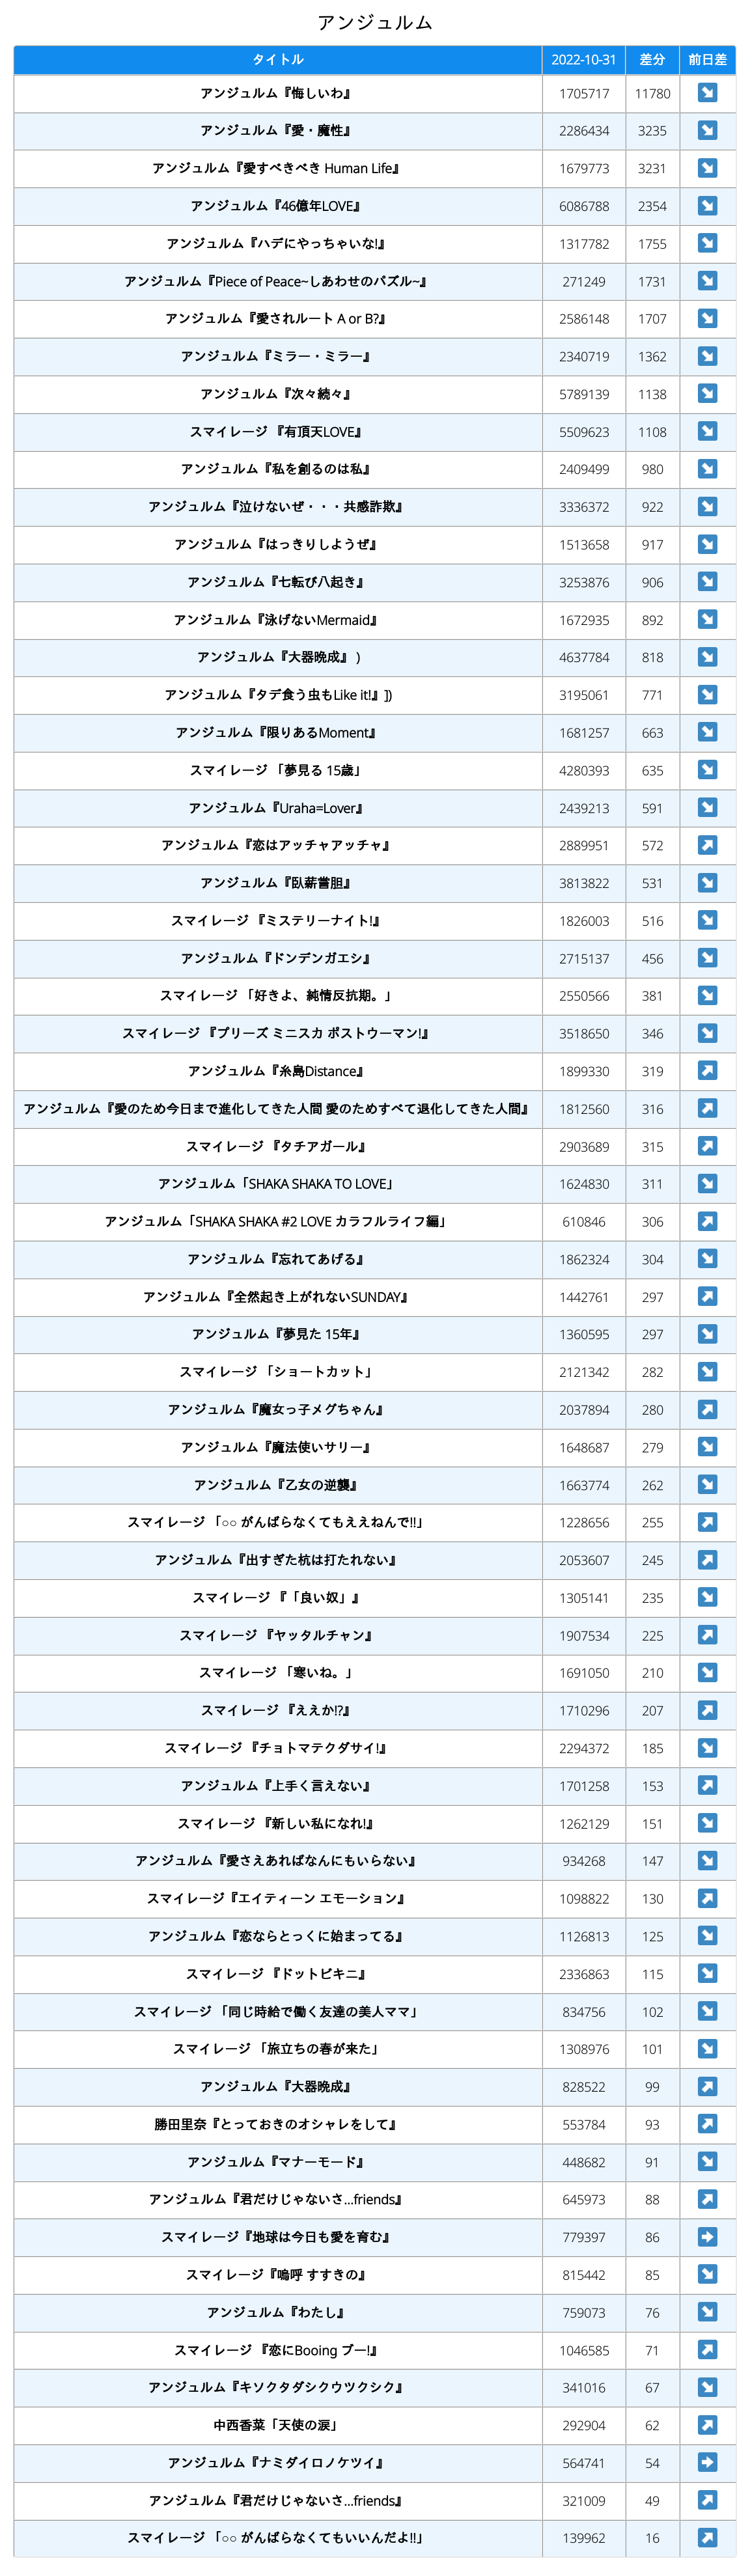 アンジュルム
タイトル 2022-10-31 差分 前日差
アンジュルム『悔しいわ』 1705717 11780 ↘
アンジュルム『愛・魔性』 2286434 3235 ↘
アンジュルム『愛すべきべき Human Life』 1679773 3231 ↘
アンジュルム『46億年LOVE』 6086788 2354 ↘
アンジュルム『ハデにやっちゃいな!』 1317782 1755 ↘
アンジュルム『Piece of Peace~しあわせのパズル~』 271249 1731 ↘
アンジュルム『愛されルート A or B?』 2586148 1707 ↘
アンジュルム『ミラー・ミラー』 2340719 1362 ↘
アンジュルム『次々続々』 5789139 1138 ↘
スマイレージ 『有頂天LOVE』 5509623 1108 ↘
アンジュルム『私を創るのは私』 2409499 980 ↘
アンジュルム『泣けないぜ・・・共感詐欺』 3336372 922 ↘
アンジュルム『はっきりしようぜ』 1513658 917 ↘
アンジュルム『七転び八起き』 3253876 906 ↘
アンジュルム『泳げないMermaid』 1672935 892 ↘
アンジュルム『大器晩成』 ) 4637784 818 ↘
アンジュルム『タデ食う虫もLike it!』]) 3195061 771 ↘
アンジュルム『限りあるMoment』 1681257 663 ↘
スマイレージ 「夢見る 15歳」 4280393 635 ↘
アンジュルム『Uraha=Lover』 2439213 591 ↘
アンジュルム『恋はアッチャアッチャ』 2889951 572 ↗
アンジュルム『臥薪嘗胆』 3813822 531 ↘
スマイレージ 『ミステリーナイト!』 1826003 516 ↘
アンジュルム『ドンデンガエシ』 2715137 456 ↘
スマイレージ 「好きよ、純情反抗期。」 2550566 381 ↘
スマイレージ 『プリーズ ミニスカ ポストウーマン!』 3518650 346 ↘
アンジュルム『糸島Distance』 1899330 319 ↗
アンジュルム『愛のため今日まで進化してきた人間 愛のためすべて退化してきた人間』 1812560 316 ↗
スマイレージ 『タチアガール』 2903689 315 ↗
アンジュルム「SHAKA SHAKA TO LOVE」 1624830 311 ↘
アンジュルム「SHAKA SHAKA #2 LOVE カラフルライフ編」 610846 306 ↗
アンジュルム『忘れてあげる』 1862324 304 ↘
アンジュルム『全然起き上がれないSUNDAY』 1442761 297 ↗
アンジュルム『夢見た 15年』 1360595 297 ↘
スマイレージ 「ショートカット」 2121342 282 ↘
アンジュルム『魔女っ子メグちゃん』 2037894 280 ↗
アンジュルム『魔法使いサリー』 1648687 279 ↘
アンジュルム『乙女の逆襲』 1663774 262 ↘
スマイレージ 「○○ がんばらなくてもええねんで!!」 1228656 255 ↗
アンジュルム『出すぎた杭は打たれない』 2053607 245 ↗
スマイレージ 『「良い奴」』 1305141 235 ↘
スマイレージ 『ヤッタルチャン』 1907534 225 ↗
スマイレージ 「寒いね。」 1691050 210 ↘
スマイレージ 『ええか!?』 1710296 207 ↗
スマイレージ 『チョトマテクダサイ!』 2294372 185 ↘
アンジュルム『上手く言えない』 1701258 153 ↗
スマイレージ 『新しい私になれ!』 1262129 151 ↘
アンジュルム『愛さえあればなんにもいらない』 934268 147 ↘
スマイレージ『エイティーン エモーション』 1098822 130 ↗
アンジュルム『恋ならとっくに始まってる』 1126813 125 ↘
スマイレージ 『ドットビキニ』 2336863 115 ↘
スマイレージ 「同じ時給で働く友達の美人ママ」 834756 102 ↘
スマイレージ 「旅立ちの春が来た」 1308976 101 ↘
アンジュルム『大器晩成』 828522 99 ↗
勝田里奈『とっておきのオシャレをして』 553784 93 ↗
アンジュルム『マナーモード』 448682 91 ↘
アンジュルム『君だけじゃないさ...friends』 645973 88 ↗
スマイレージ『地球は今日も愛を育む』 779397 86 ➡
スマイレージ『嗚呼 すすきの』 815442 85 ↘
アンジュルム『わたし』 759073 76 ↘
スマイレージ 『恋にBooing ブー!』 1046585 71 ↗
アンジュルム『キソクタダシクウツクシク』 341016 67 ↘
中西香菜「天使の涙」 292904 62 ↗
アンジュルム『ナミダイロノケツイ』 564741 54 ➡
アンジュルム『君だけじゃないさ...friends』 321009 49 ↗
スマイレージ 「○○ がんばらなくてもいいんだよ!!」 139962 16 ↗